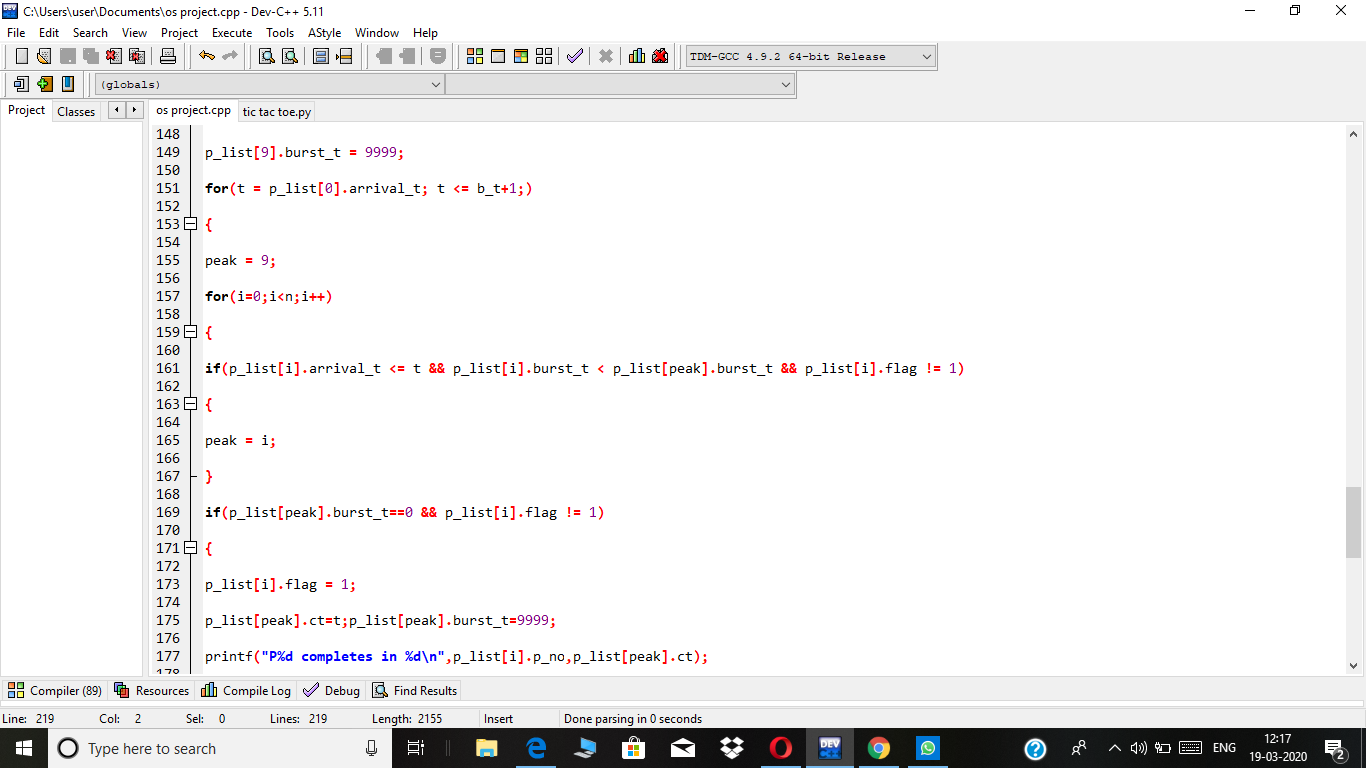 C:\Users\user\Documents\os project.cpp - Dev-C++ 5.11
File Edit Search View Project Execute Tools AStyle Window Help
TDM-GCC 4.9.2 64-bit Release
(globals)
Project Classes os project.cpp tic tac toe.py
148
149 p_list[9].burst_t = 9999;
150
151 for(t = p_list[0].arrival_t; t <= b_t+1;)
152
153 {
154
155 peak = 9;
156
157 for(i=0;i<n;i++)
158
159 {
160
161 if(p_list[i].arrival_t <= t && p_list[i].burst_t < p_list[peak].burst_t && p_list[i].flag != 1)
162
163 {
164
165 peak = i;
166
167 }
168
169 if(p_list[peak].burst_t==0 && p_list[i].flag != 1)
170
171 {
172
173 p_list[i].flag = 1;
174
175 p_list[peak].ct=t;p_list[peak].burst_t=9999;
176
177 printf("P%d completes in %d\n",p_list[i].p_no,p_list[peak].ct);
178
Compiler (89) Resources Compile Log Debug Find Results
Line: 219 Col: 2 Sel: 0 Lines: 219 Length: 2155 Insert Done parsing in 0 seconds
Type here to search
DEV
ENG
12:17
19-03-2020
2